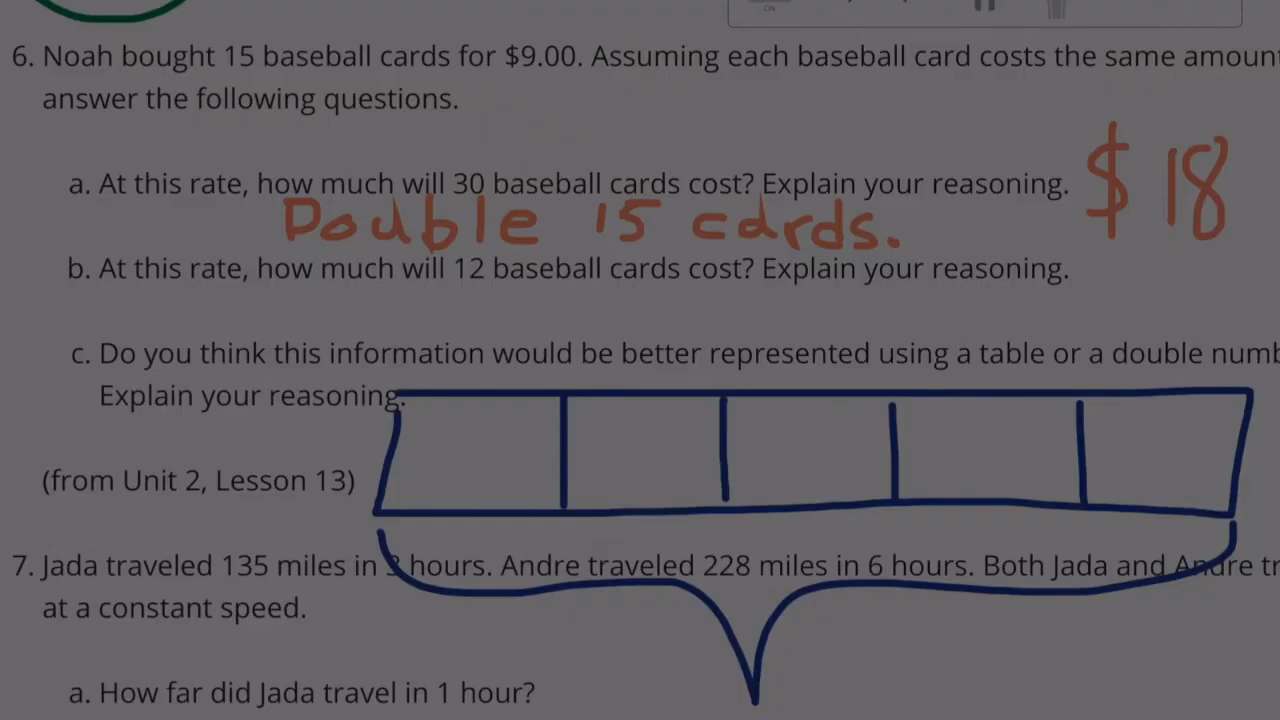 ON
6. Noah bought 15 baseball cards for $9.00. Assuming each baseball card costs the same amoun
answer the following questions.
a. At this rate, how much will 30 baseball cards cost? Explain your reasoning. $18
Double 15 cards.
b. At this rate, how much will 12 baseball cards cost? Explain your reasoning.
c. Do you think this information would be better represented using a table or a double numb
Explain your reasoning.
(from Unit 2, Lesson 13)
7. Jada traveled 135 miles in 3 hours. Andre traveled 228 miles in 6 hours. Both Jada and Andre tr
at a constant speed.
a. How far did Jada travel in 1 hour?